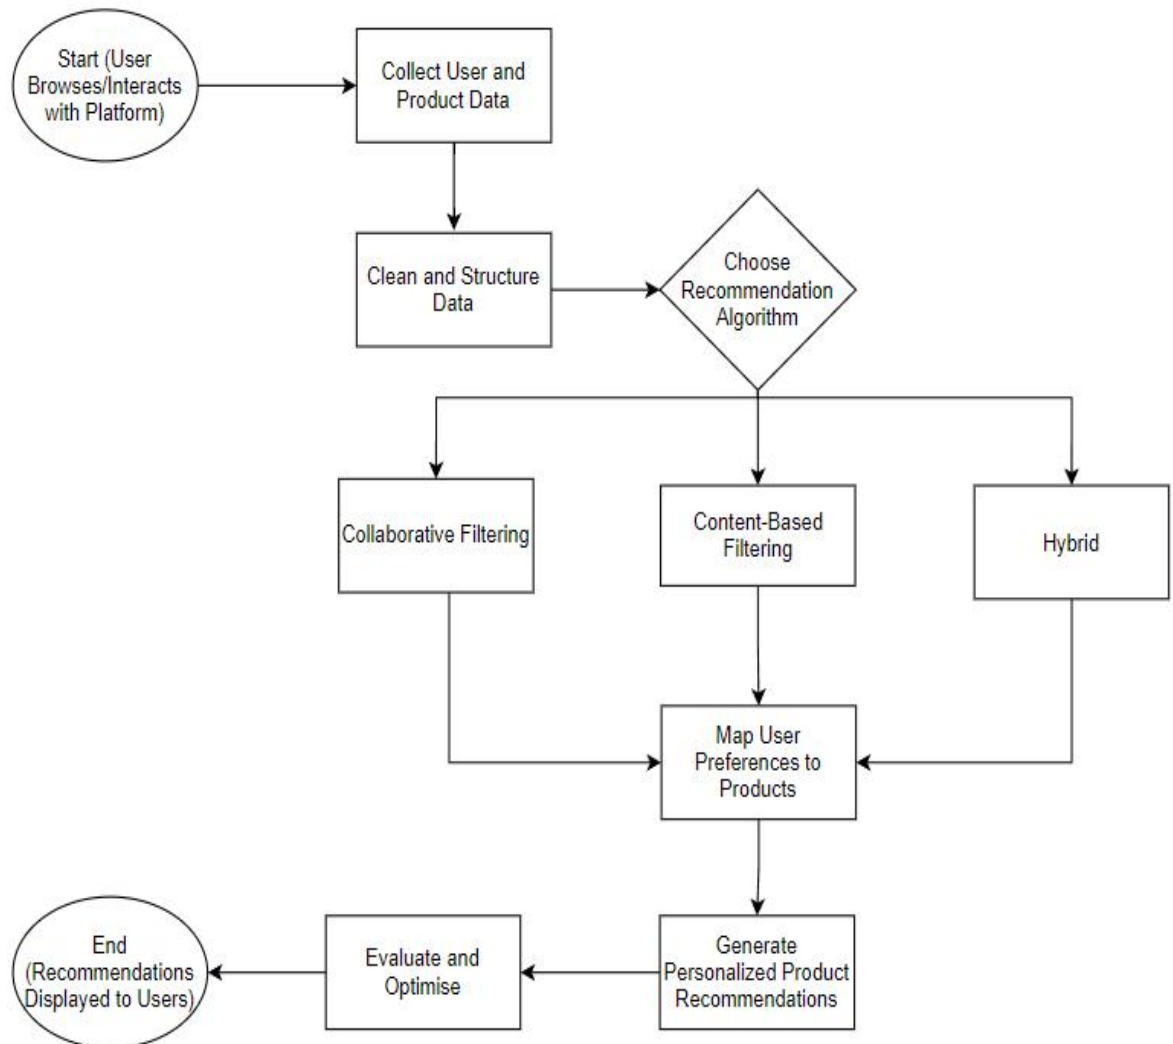 Start (User
Browses/Interacts
with Platform)
Collect User and
Product Data
Clean and Structure
Data
Choose
Recommendation
Algorithm
Collaborative Filtering
Content-Based
Filtering
Hybrid
Map User
Preferences to
Products
Generate
Personalized Product
Recommendations
Evaluate and
Optimise
End
(Recommendations
Displayed to Users)